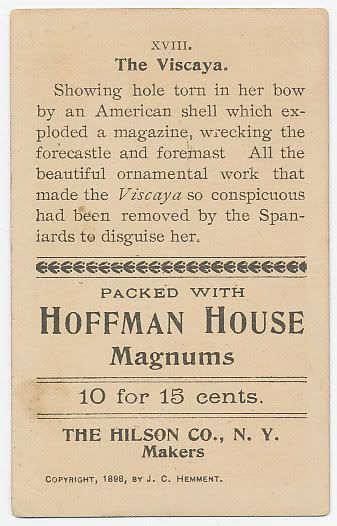 XVIII.
The Viscaya.
Showing hole torn in her bow
by an American shell which ex-
ploded a magazine, wrecking the
forecastle and foremast All the
beautiful ornamental work that
made the Viscaya so conspicuous
had been removed by the Span-
iards to disguise her.
PACKED WITH
HOFFMAN HOUSE
Magnums
10 for 15 cents.
THE HILSON CO., N. Y.
Makers
COPYRIGHT, 1898, BY J. C. HEMMENT.